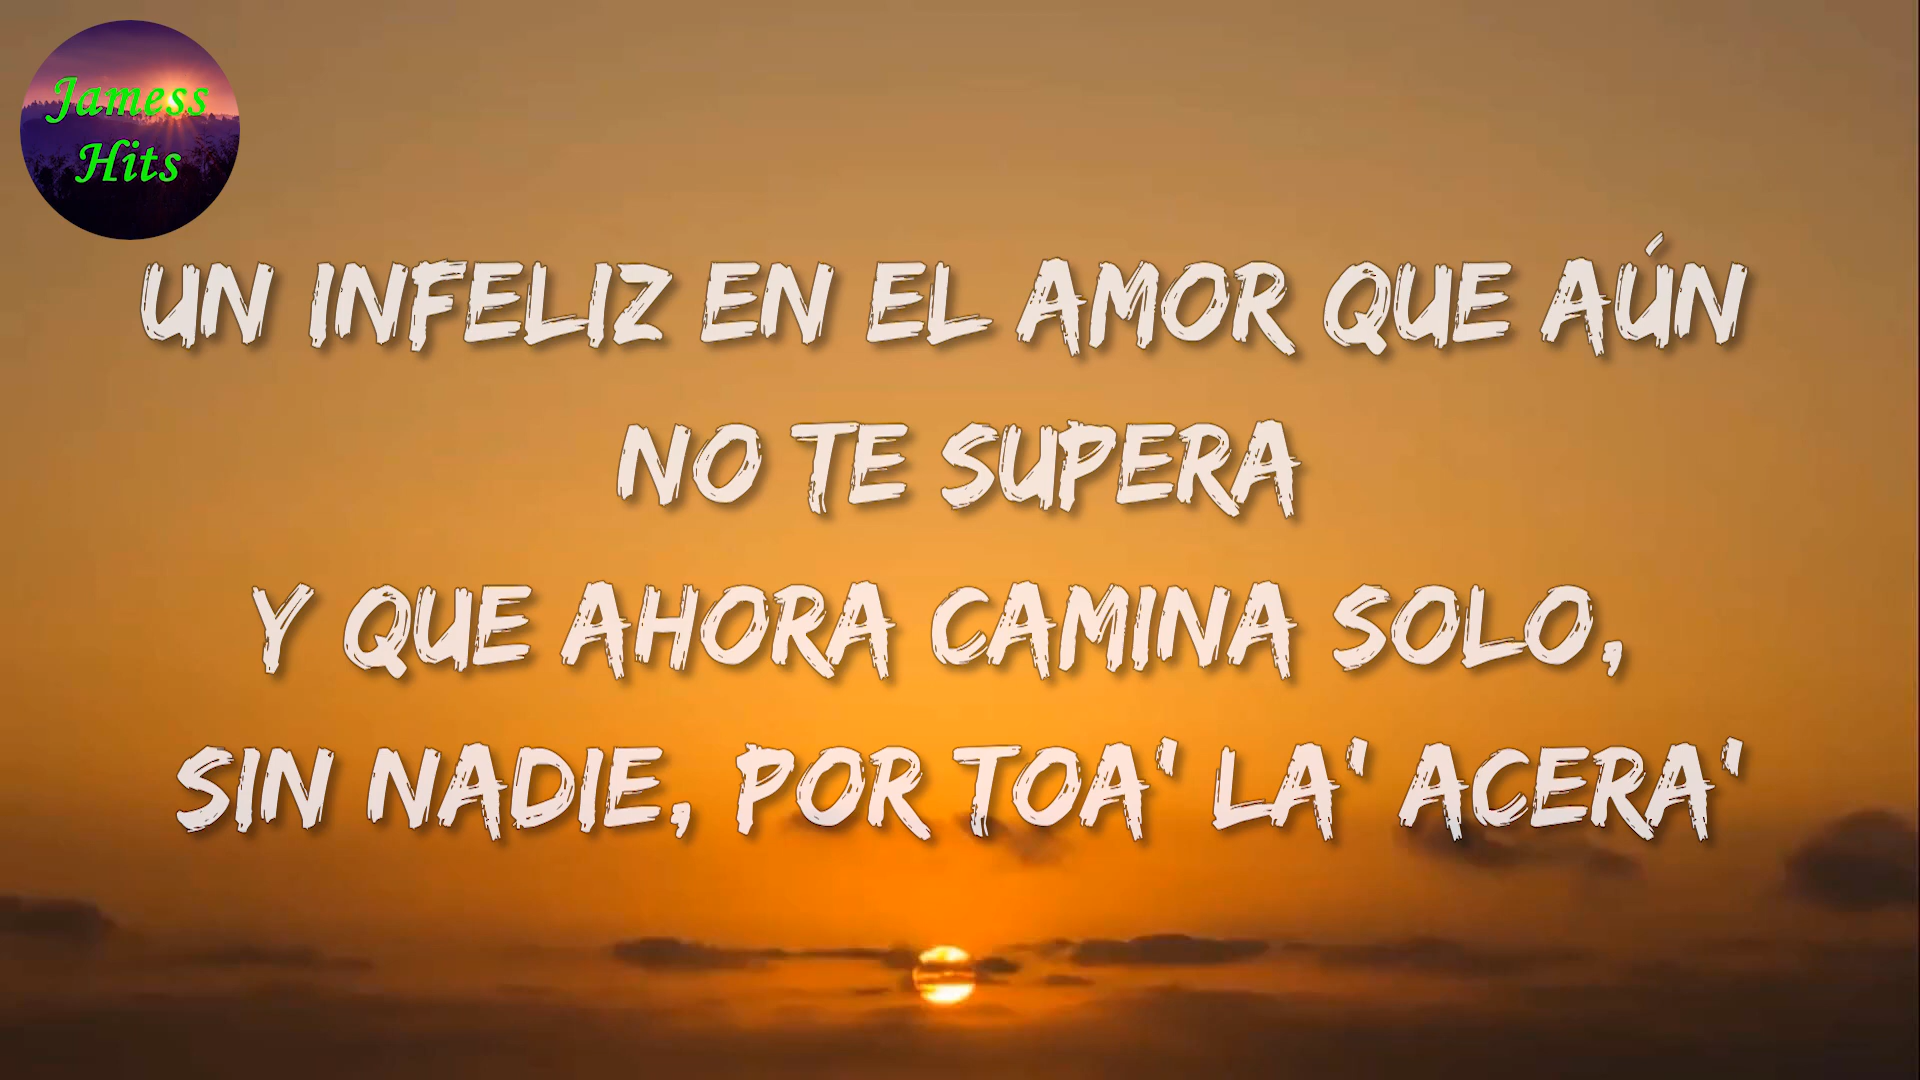 Jamess
Hits
UN INFELIZ EN EL AMOR QUE AÚN
NO TE SUPERA
Y QUE AHORA CAMINA SOLO,
SIN NADIE, POR TOA' LA' ACERA'